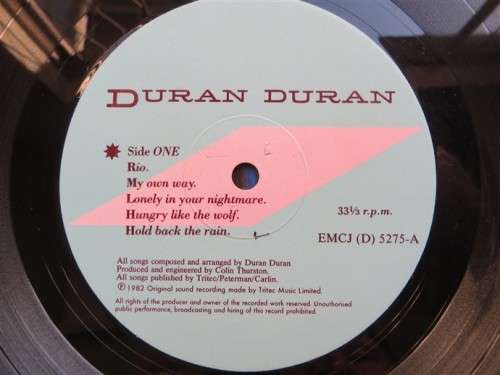 DURAN DURAN
Side ONE
Rio.
My own way.
Lonely in your nightmare.
Hungry like the wolf.
Hold back the rain.
33⅓ r.p.m.
EMCJ (D) 5275-A
All songs composed and arranged by Duran Duran
Produced and engineered by Colin Thurston.
All songs published by Tritec/Peterman/Carlin.
Ⓟ 1982 Original sound recording made by Tritec Music Limited.
All rights of the producer and owner of the recorded work reserved. Unauthorised
public performance, broadcasting and hiring of this record prohibited.